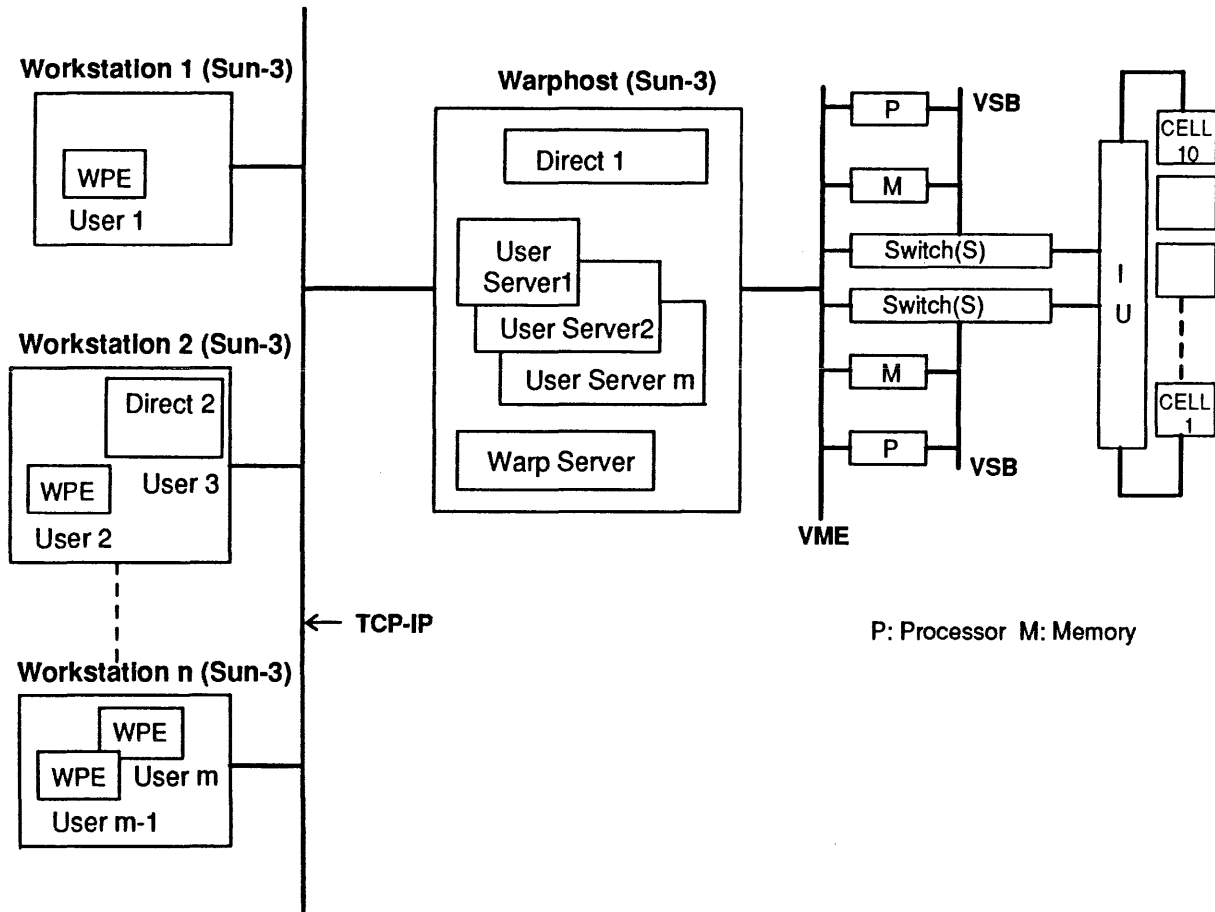 Workstation 1 (Sun-3)
WPE
User 1
Workstation 2 (Sun-3)
Direct 2
User 3
WPE
User 2
Workstation n (Sun-3)
WPE
User m
WPE
User m-1
TCP-IP
Warphost (Sun-3)
Direct 1
User
Server1
User Server2
User Server m
Warp Server
VSB
P
M
Switch(S)
Switch(S)
M
P
VSB
VME
I
U
CELL
10
CELL
1
P: Processor M: Memory